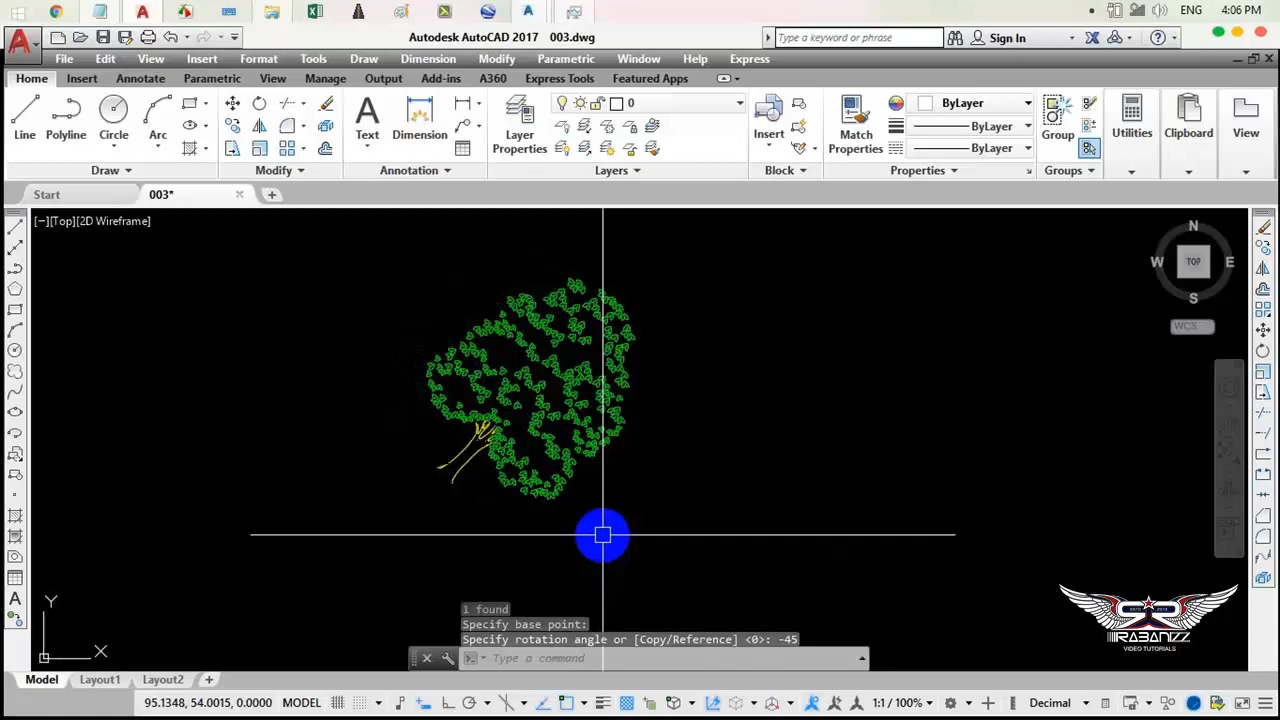 ENG
4:06 PM
Autodesk AutoCAD 2017 003.dwg
Type a keyword or phrase
Sign In
File Edit View Insert Format Tools Draw Dimension Modify Parametric Window Help Express
Home Insert Annotate Parametric View Manage Output Add-ins A360 Express Tools Featured Apps
0
ByLayer
ByLayer
ByLayer
Line Polyline Circle Arc
Text Dimension
Layer Properties
Insert
Match Properties
Group
Utilities
Clipboard
View
Draw Modify Annotation Layers Block Properties Groups
Start 003*
[−][Top][2D Wireframe]
N
W TOP E
S
WCS
Y
X
1 found
Specify base point:
Specify rotation angle or [Copy/Reference] <0>: -45
Type a command
RABANIZZ
VIDEO TUTORIALS
Model Layout1 Layout2
95.1348, 54.0015, 0.0000 MODEL
1:1 / 100%
Decimal